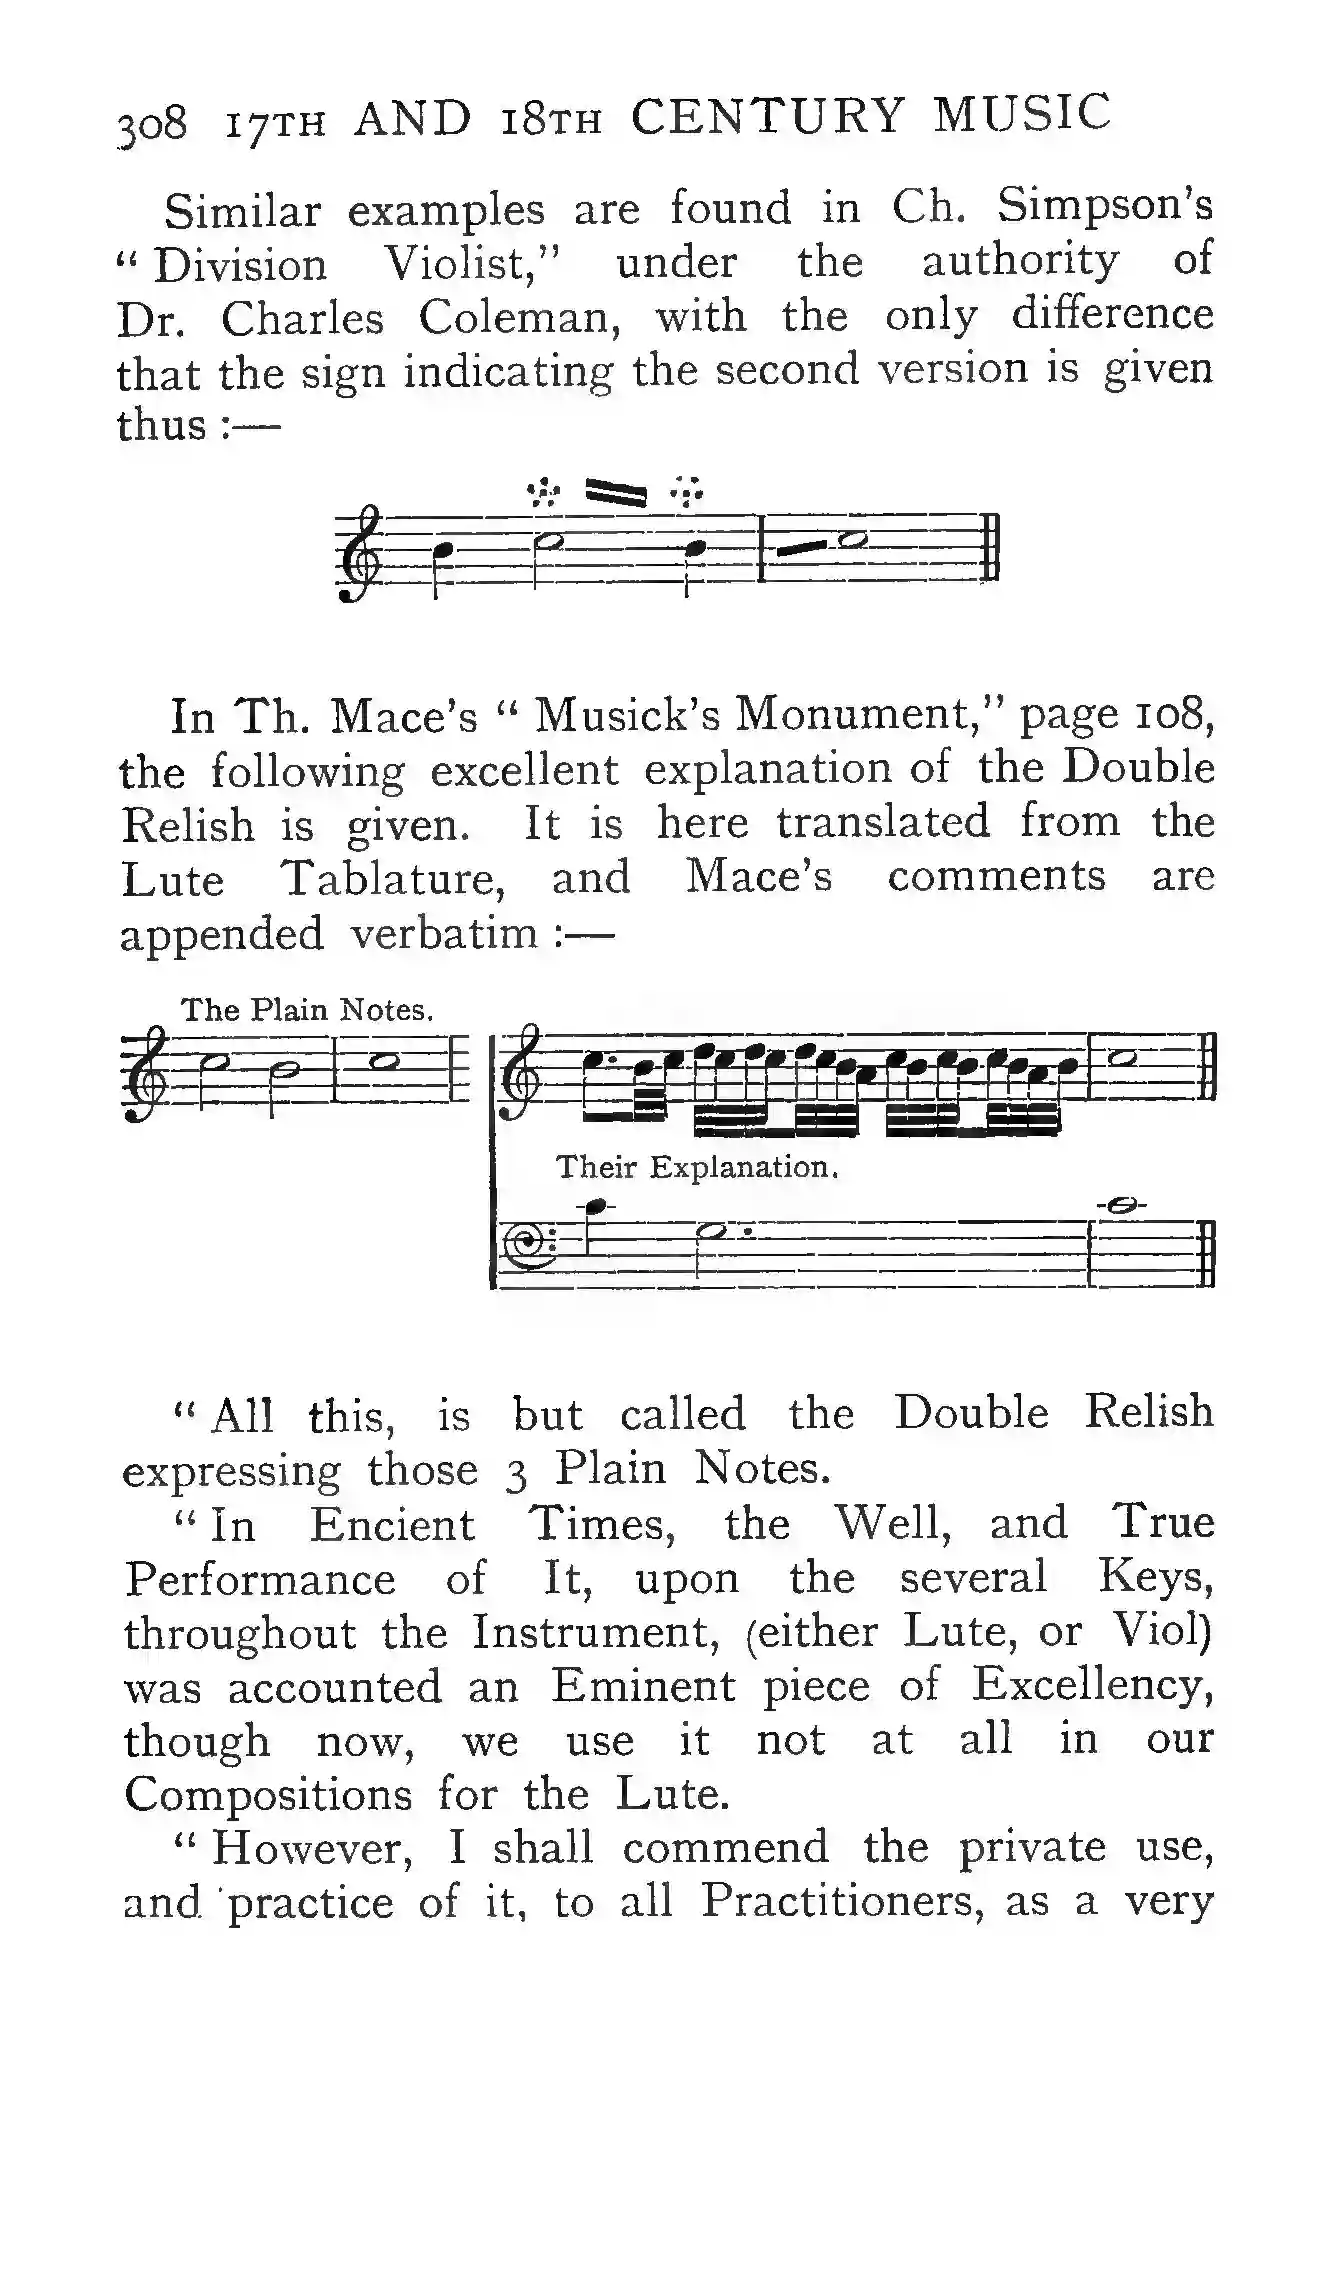 308 17TH AND 18TH CENTURY MUSIC
Similar examples are found in Ch. Simpson's
“ Division Violist,” under the authority of
Dr. Charles Coleman, with the only difference
that the sign indicating the second version is given
thus :—
In Th. Mace's “ Musick's Monument,” page 108,
the following excellent explanation of the Double
Relish is given. It is here translated from the
Lute Tablature, and Mace's comments are
appended verbatim :—
The Plain Notes.
Their Explanation.
“ All this, is but called the Double Relish
expressing those 3 Plain Notes.
“ In Encient Times, the Well, and True
Performance of It, upon the several Keys,
throughout the Instrument, (either Lute, or Viol)
was accounted an Eminent piece of Excellency,
though now, we use it not at all in our
Compositions for the Lute.
“ However, I shall commend the private use,
and practice of it, to all Practitioners, as a very